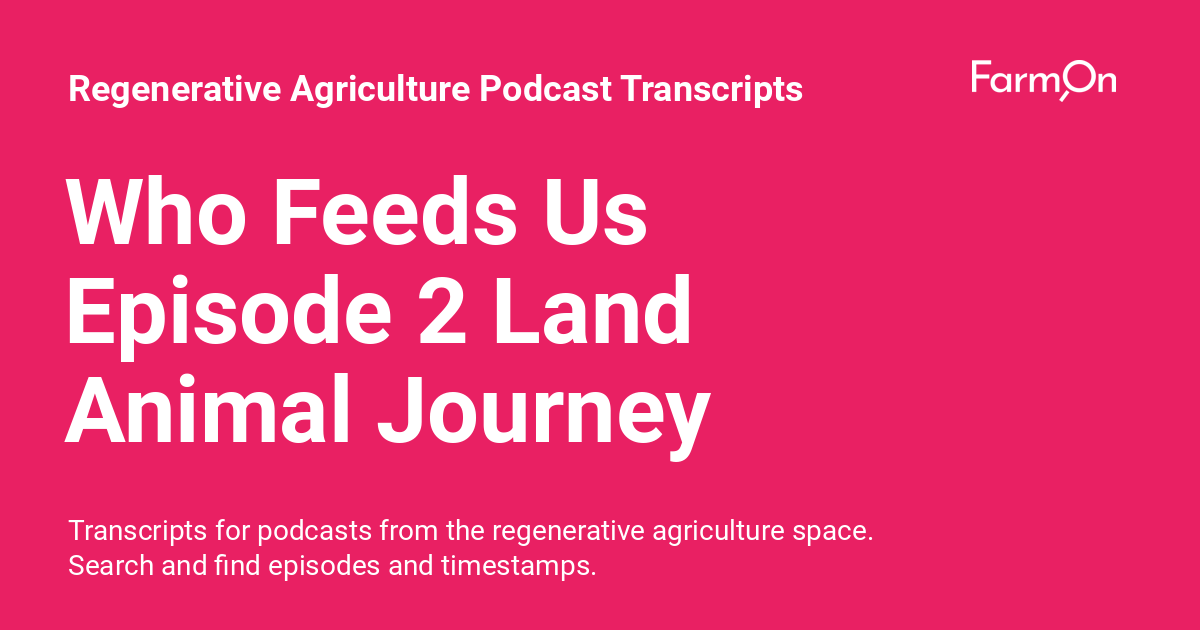 Regenerative Agriculture Podcast Transcripts
FarmOn
Who Feeds Us
Episode 2 Land
Animal Journey
Transcripts for podcasts from the regenerative agriculture space.
Search and find episodes and timestamps.